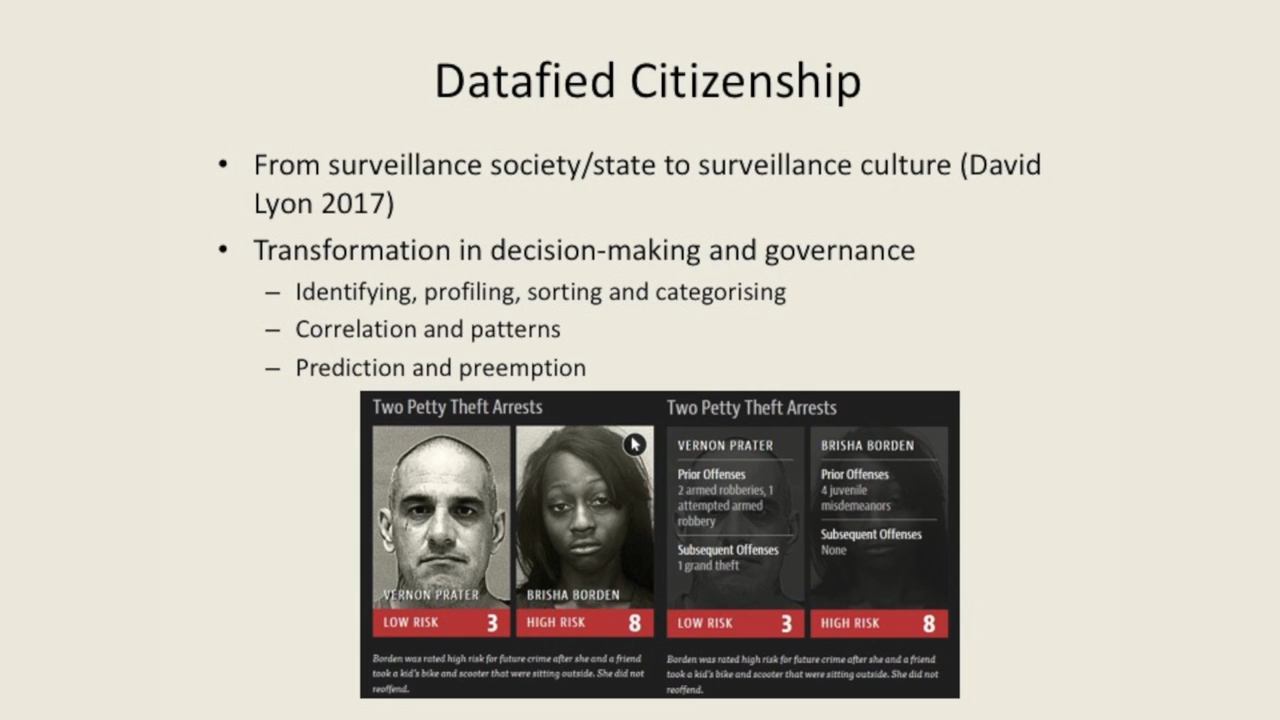 Datafied Citizenship
• From surveillance society/state to surveillance culture (David
Lyon 2017)
• Transformation in decision-making and governance
– Identifying, profiling, sorting and categorising
– Correlation and patterns
– Prediction and preemption
Two Petty Theft Arrests
VERNON PRATER
LOW RISK 3
BRISHA BORDEN
HIGH RISK 8
Borden was rated high risk for future crime after she and a friend
took a kid's bike and scooter that were sitting outside. She did not
reoffend.
Two Petty Theft Arrests
VERNON PRATER
Prior Offenses
2 armed robberies, 1
attempted armed
robbery
Subsequent Offenses
1 grand theft
LOW RISK 3
BRISHA BORDEN
Prior Offenses
4 juvenile
misdemeanors
Subsequent Offenses
None
HIGH RISK 8
Borden was rated high risk for future crime after she and a friend
took a kid's bike and scooter that were sitting outside. She did not
reoffend.